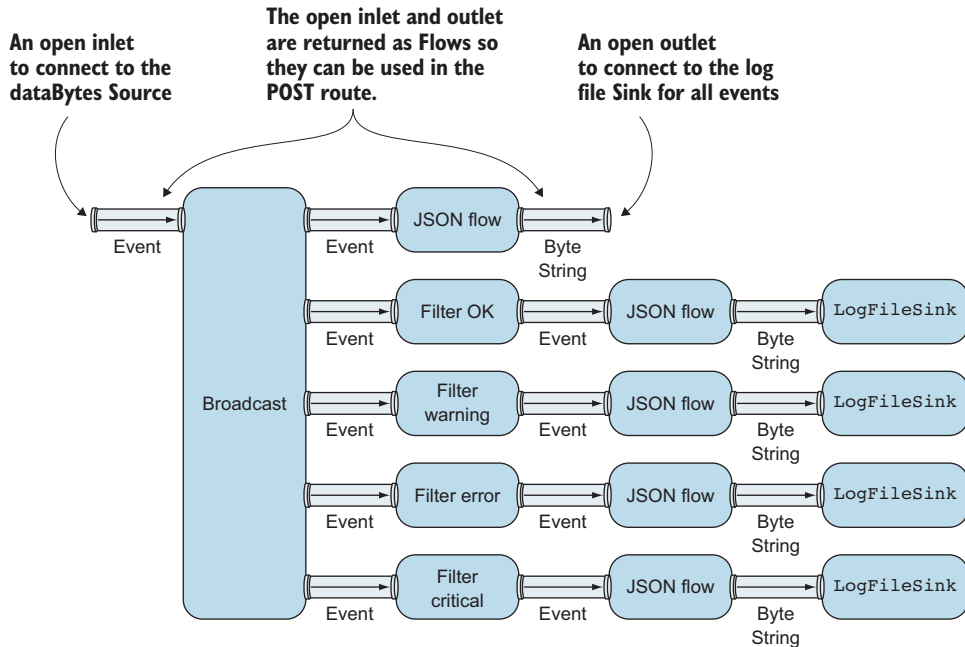 An open inlet
to connect to the
dataBytes Source
The open inlet and outlet
are returned as Flows so
they can be used in the
POST route.
An open outlet
to connect to the log
file Sink for all events
Event
Broadcast
Event
JSON flow
Byte
String
Event
Filter OK
Event
JSON flow
Byte
String
LogFileSink
Event
Filter
warning
Event
JSON flow
Byte
String
LogFileSink
Event
Filter error
Event
JSON flow
Byte
String
LogFileSink
Event
Filter
critical
Event
JSON flow
Byte
String
LogFileSink